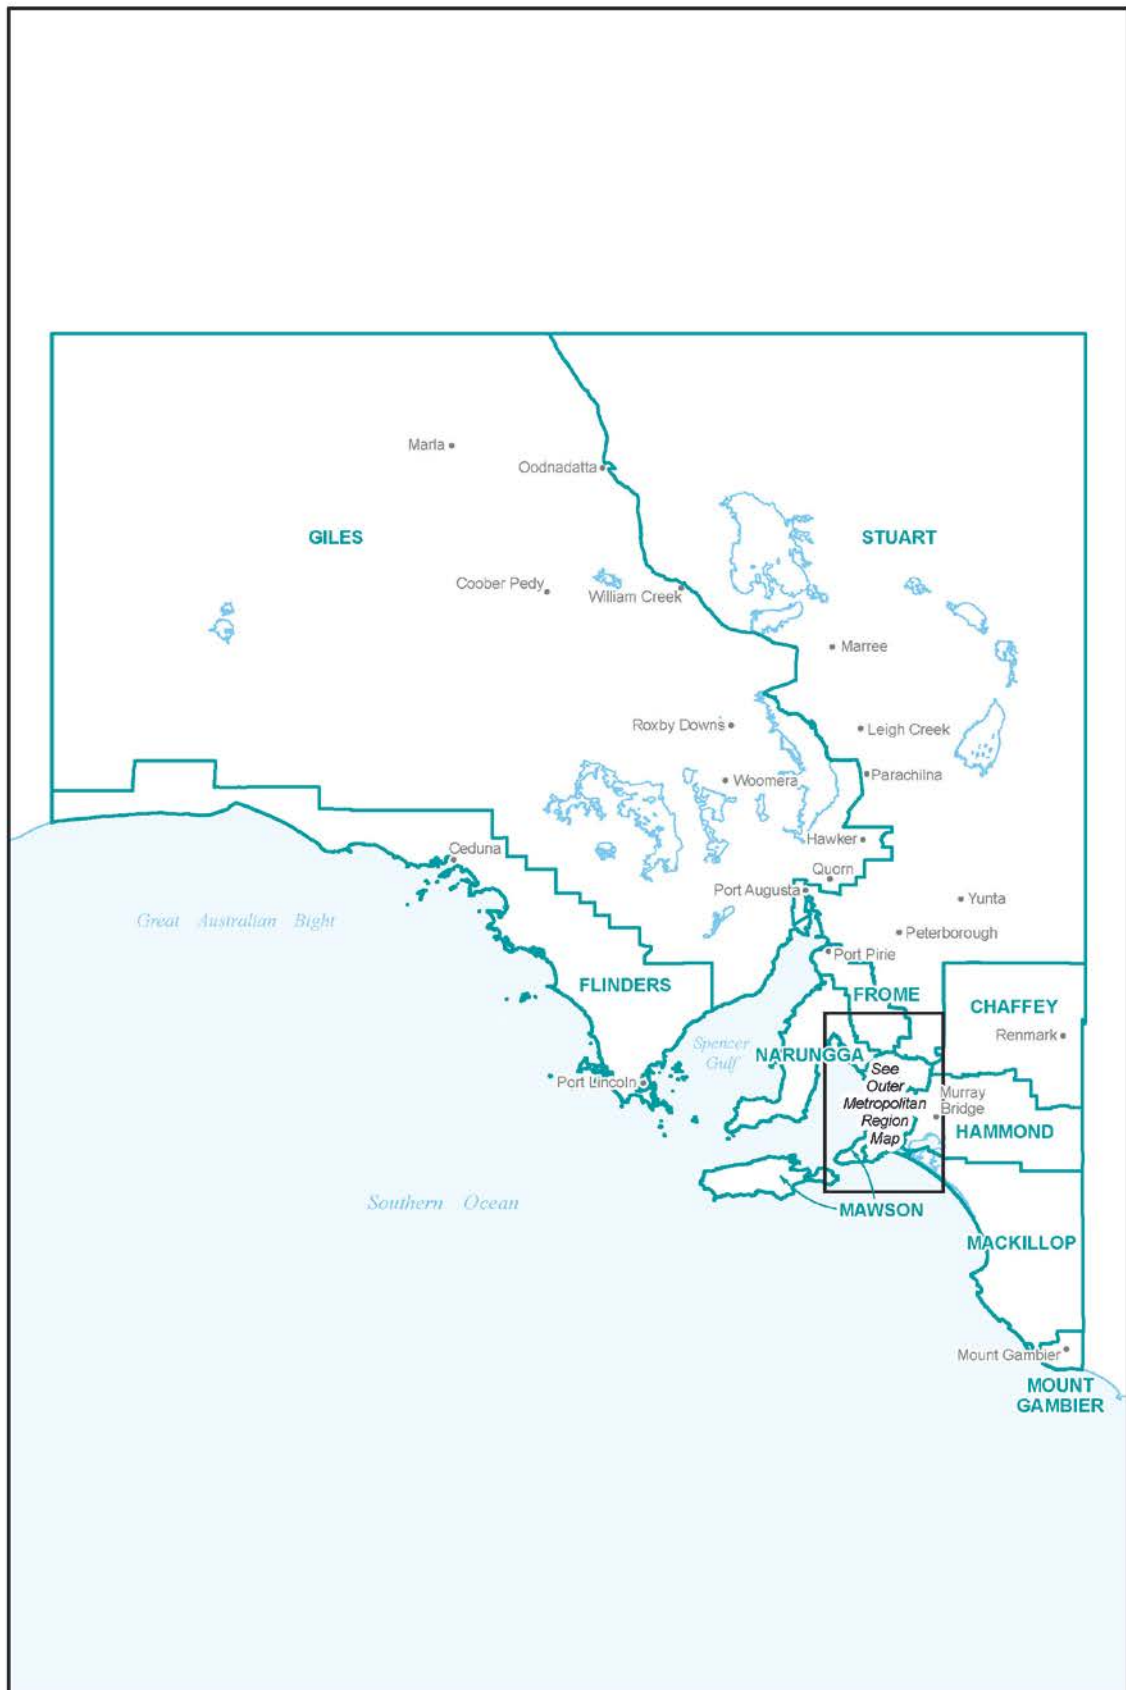 Marla
Oodnadatta
GILES
STUART
Coober Pedy
William Creek
Marree
Roxby Downs
Leigh Creek
Parachilna
Woomera
Hawker
Ceduna
Quorn
Port Augusta
Yunta
Great Australian Bight
Peterborough
Port Pirie
FLINDERS
FROME
CHAFFEY
Renmark
Spencer
Gulf
NARUNGGA
See
Outer
Metropolitan
Region
Map
Port Lincoln
Murray
Bridge
HAMMOND
Southern Ocean
MAWSON
MACKILLOP
Mount Gambier
MOUNT
GAMBIER